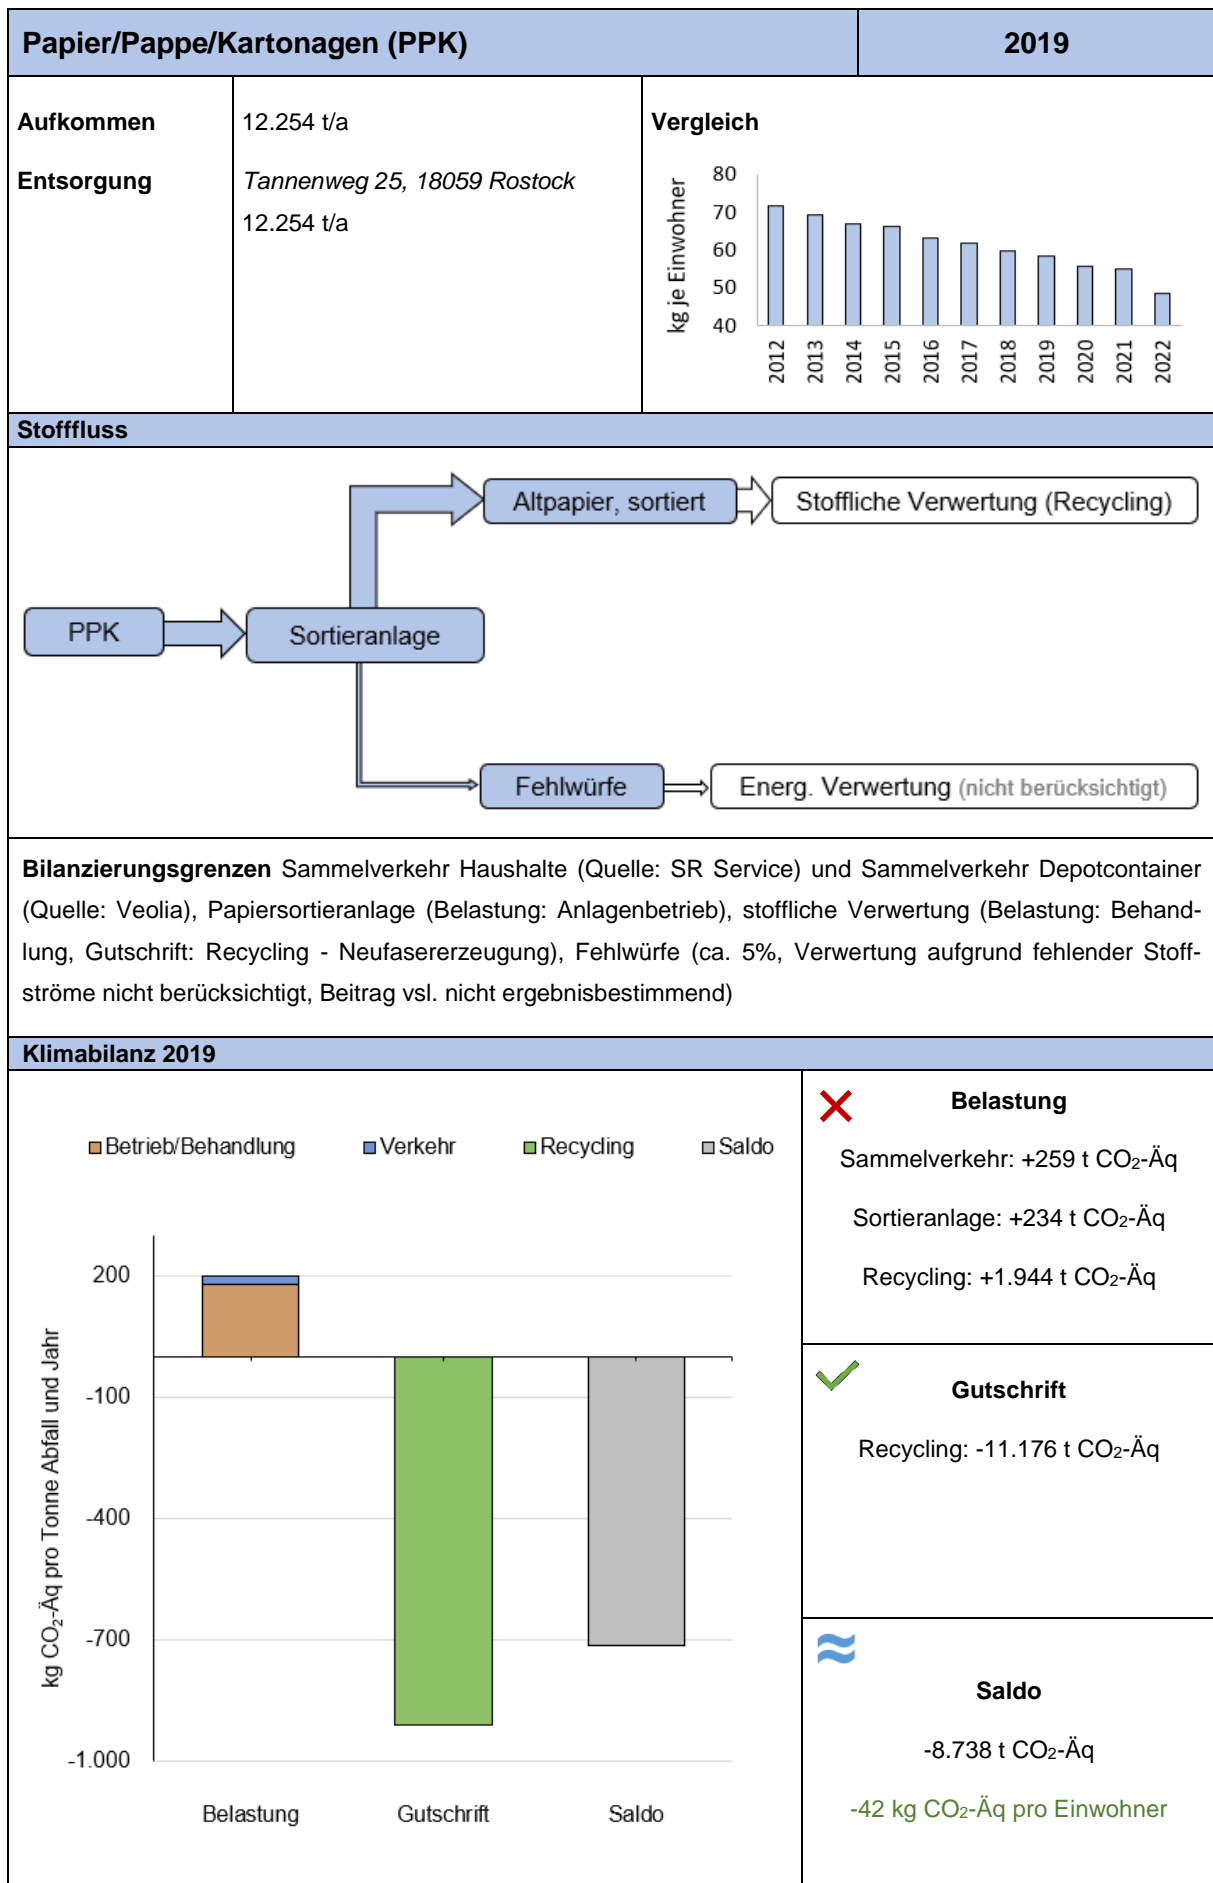 Papier/Pappe/Kartonagen (PPK)
2019
Aufkommen
12.254 t/a
Entsorgung
Tannenweg 25, 18059 Rostock
12.254 t/a
Vergleich
kg je Einwohner
80
70
60
50
40
2012
2013
2014
2015
2016
2017
2018
2019
2020
2021
2022
Stofffluss
Altpapier, sortiert
Stoffliche Verwertung (Recycling)
PPK
Sortieranlage
Fehlwürfe
Energ. Verwertung (nicht berücksichtigt)
Bilanzierungsgrenzen Sammelverkehr Haushalte (Quelle: SR Service) und Sammelverkehr Depotcontainer
(Quelle: Veolia), Papiersortieranlage (Belastung: Anlagenbetrieb), stoffliche Verwertung (Belastung: Behand-
lung, Gutschrift: Recycling - Neufasererzeugung), Fehlwürfe (ca. 5%, Verwertung aufgrund fehlender Stoff-
ströme nicht berücksichtigt, Beitrag vsl. nicht ergebnisbestimmend)
Klimabilanz 2019
Betrieb/Behandlung
Verkehr
Recycling
Saldo
kg CO₂-Äq pro Tonne Abfall und Jahr
200
-100
-400
-700
-1.000
Belastung
Gutschrift
Saldo
Belastung
Sammelverkehr: +259 t CO₂-Äq
Sortieranlage: +234 t CO₂-Äq
Recycling: +1.944 t CO₂-Äq
Gutschrift
Recycling: -11.176 t CO₂-Äq
Saldo
-8.738 t CO₂-Äq
-42 kg CO₂-Äq pro Einwohner